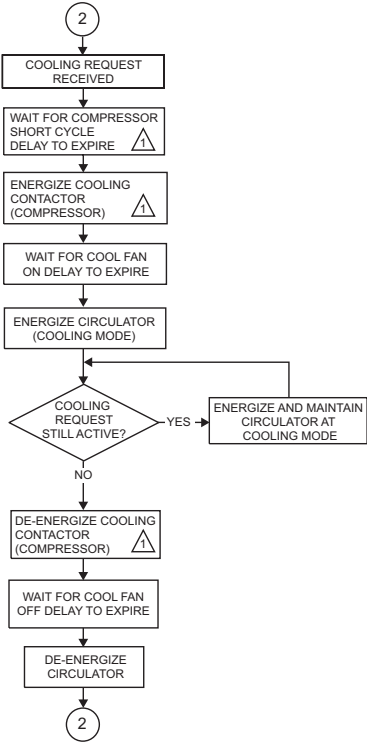 2
COOLING REQUEST
RECEIVED
WAIT FOR COMPRESSOR
SHORT CYCLE
DELAY TO EXPIRE 1
ENERGIZE COOLING
CONTACTOR
(COMPRESSOR) 1
WAIT FOR COOL FAN
ON DELAY TO EXPIRE
ENERGIZE CIRCULATOR
(COOLING MODE)
COOLING
REQUEST
STILL ACTIVE?
YES
ENERGIZE AND MAINTAIN
CIRCULATOR AT
COOLING MODE
NO
DE-ENERGIZE COOLING
CONTACTOR
(COMPRESSOR) 1
WAIT FOR COOL FAN
OFF DELAY TO EXPIRE
DE-ENERGIZE
CIRCULATOR
2